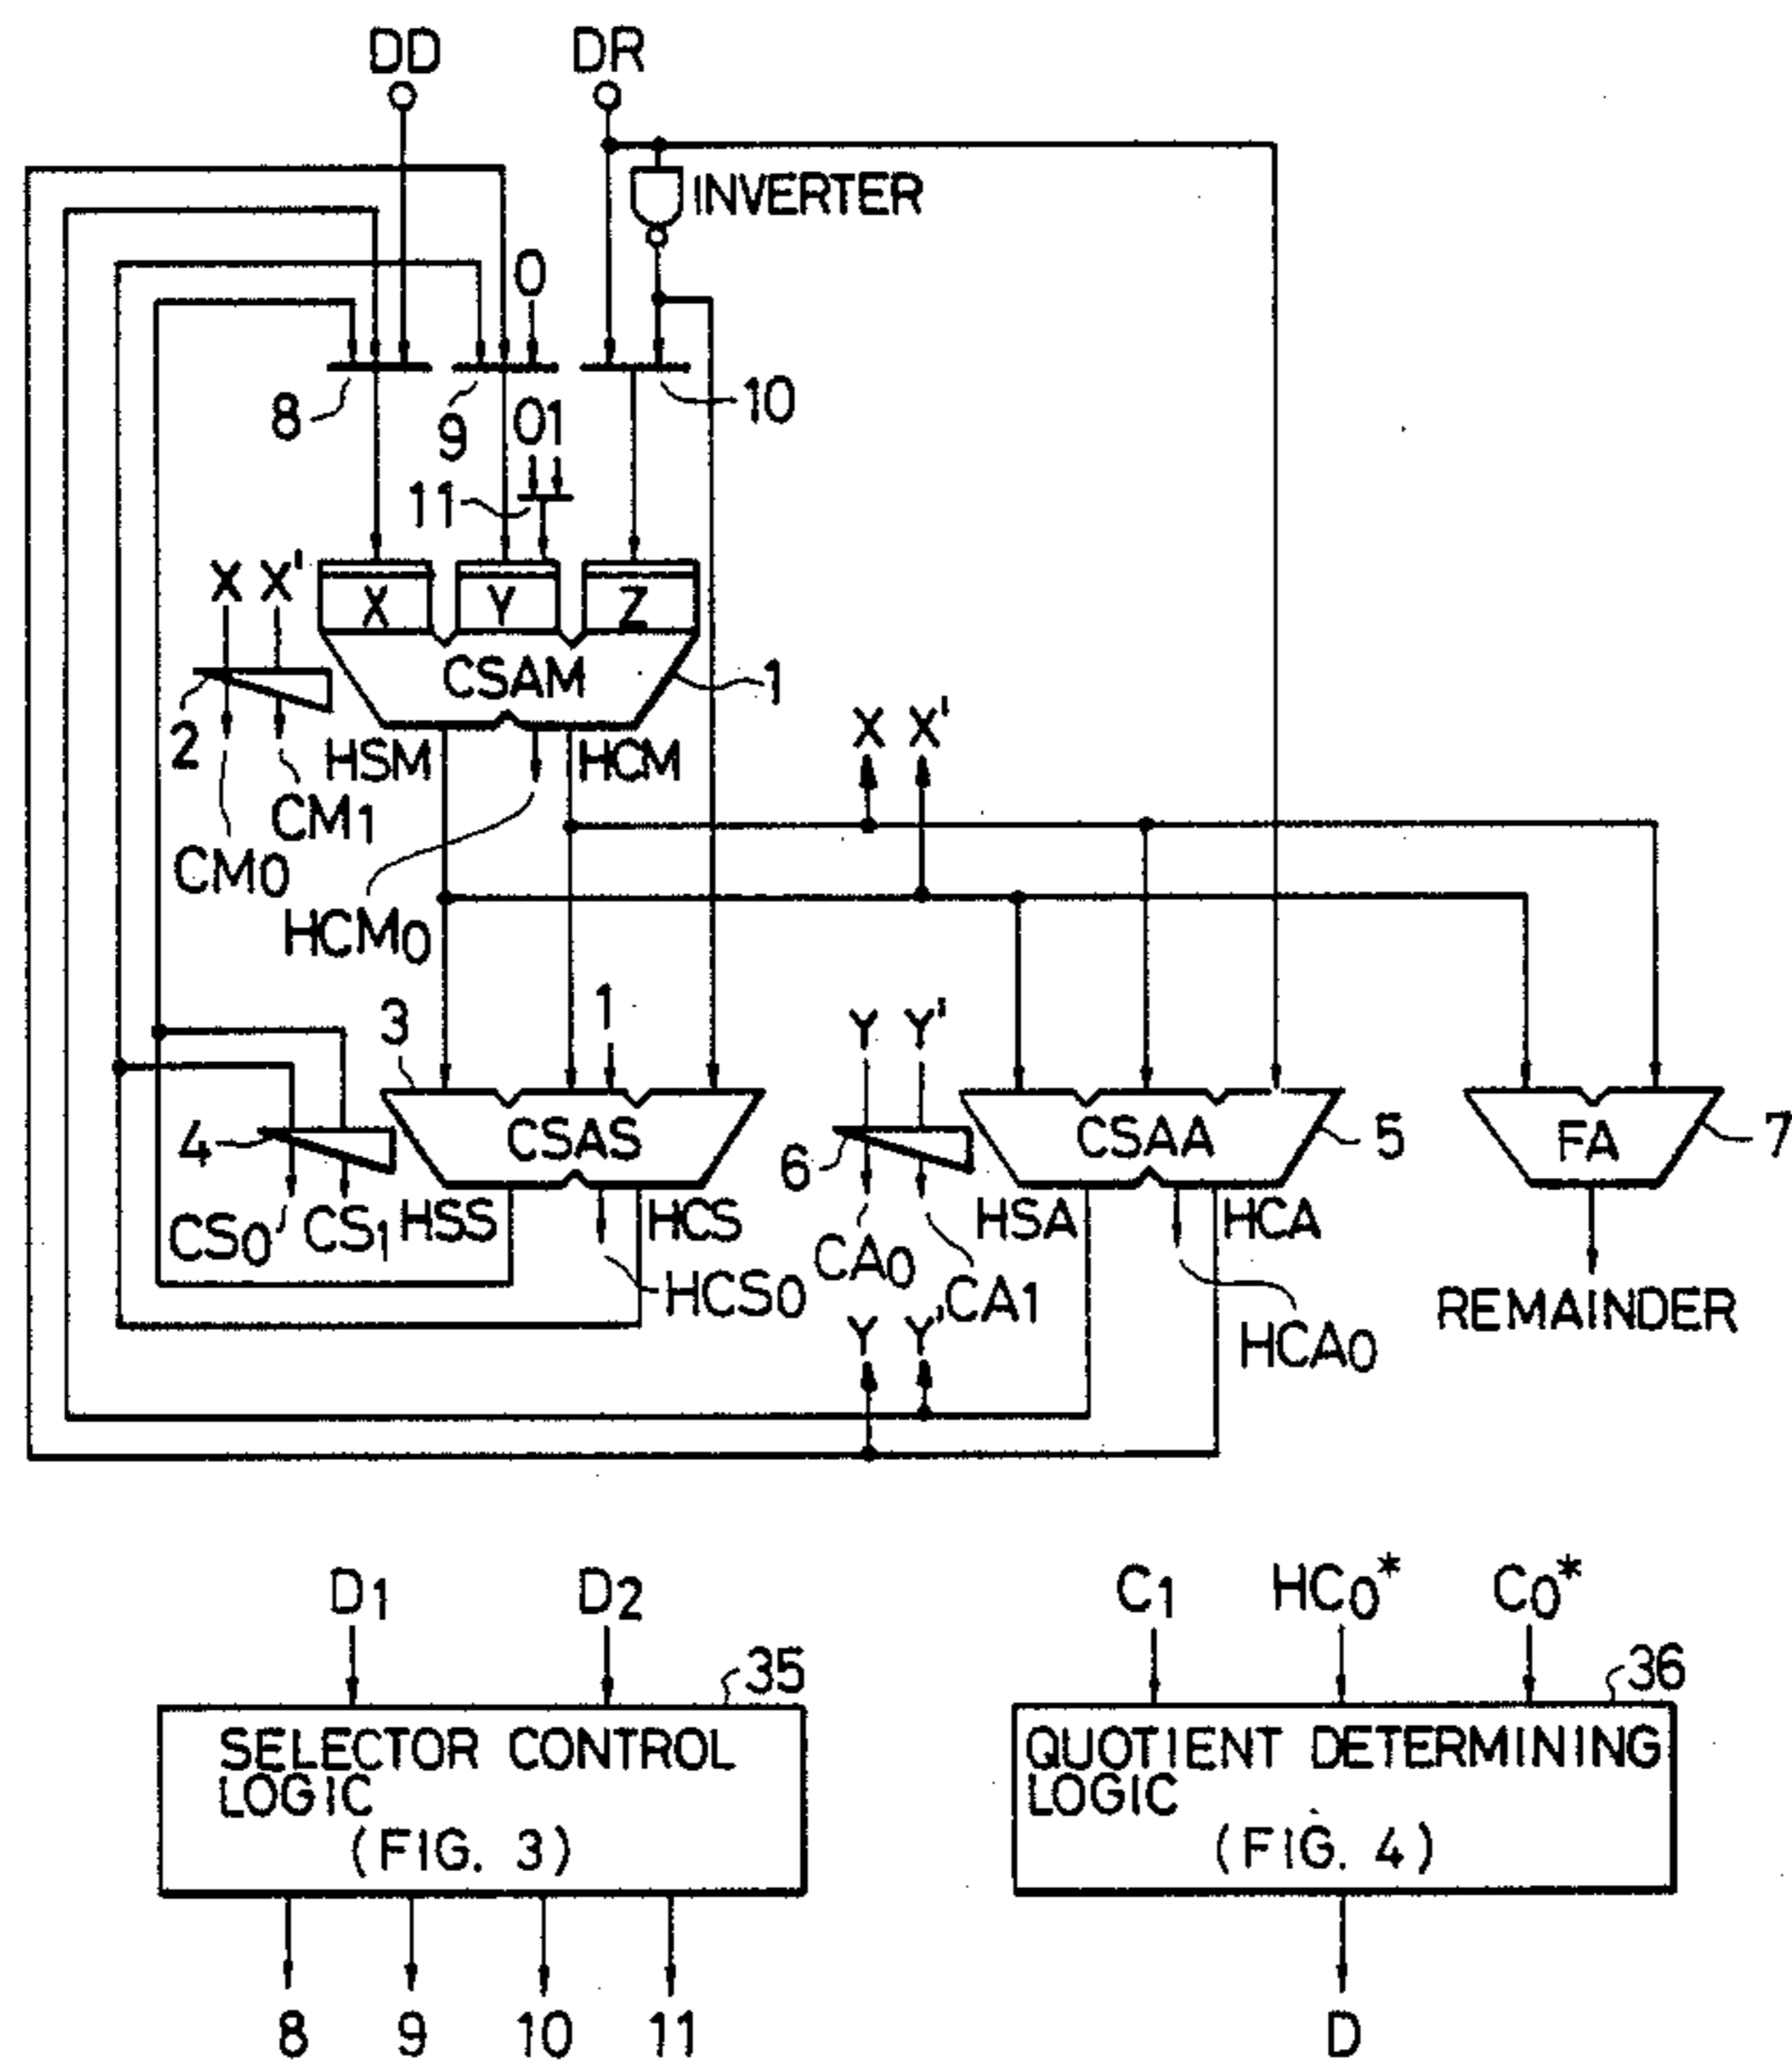 DD DR
INVERTER
0
8 9 10
01
11
X X'
X Y Z
CSAM 1
2 HSM HCM
X X'
CM1
CM0
HCM0
3 1 Y Y'
4 CSAS 6 CSAA 5 FA 7
CS0 CS1 HSS HCS HSA HCA
CA0 CA1
HCS0
REMAINDER
Y Y'
HCA0
D1 D2 C1 HC0* C0*
35 36
SELECTOR CONTROL
LOGIC
(FIG. 3)
QUOTIENT DETERMINING
LOGIC
(FIG. 4)
8 9 10 11 D